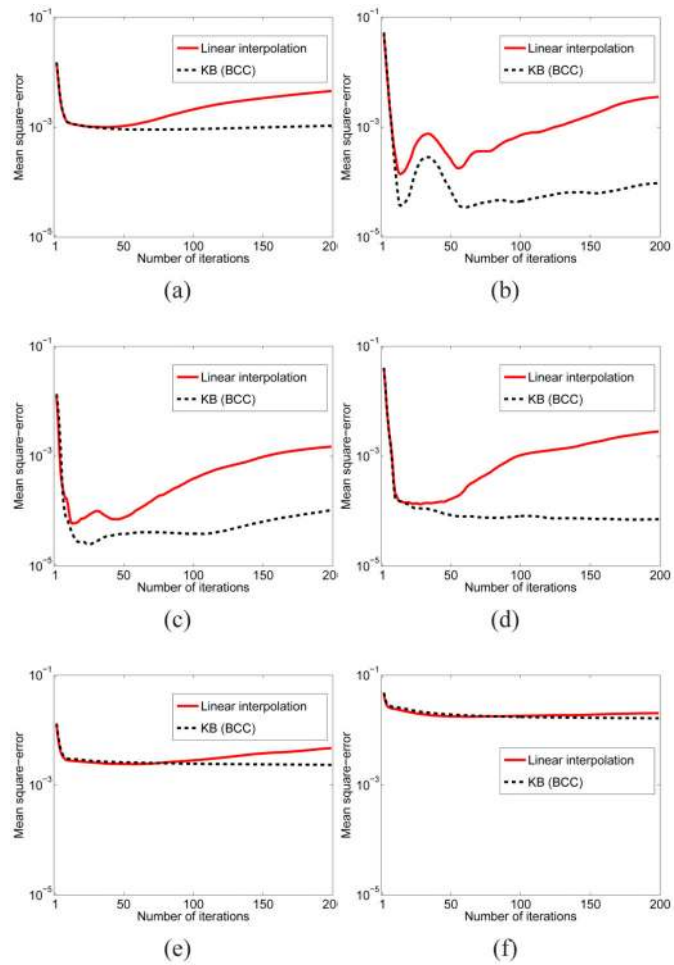 10⁻¹
Linear interpolation
KB (BCC)
Mean square−error
10⁻³
10⁻⁵
1 50 100 150 200
Number of iterations
(a)
10⁻¹
Linear interpolation
KB (BCC)
Mean square−error
10⁻³
10⁻⁵
1 50 100 150 200
Number of iterations
(b)
10⁻¹
Linear interpolation
KB (BCC)
Mean square−error
10⁻³
10⁻⁵
1 50 100 150 200
Number of iterations
(c)
10⁻¹
Linear interpolation
KB (BCC)
Mean square−error
10⁻³
10⁻⁵
1 50 100 150 200
Number of iterations
(d)
10⁻¹
Linear interpolation
KB (BCC)
Mean square−error
10⁻³
10⁻⁵
1 50 100 150 200
Number of iterations
(e)
10⁻¹
Linear interpolation
KB (BCC)
Mean square−error
10⁻³
10⁻⁵
1 50 100 150 200
Number of iterations
(f)